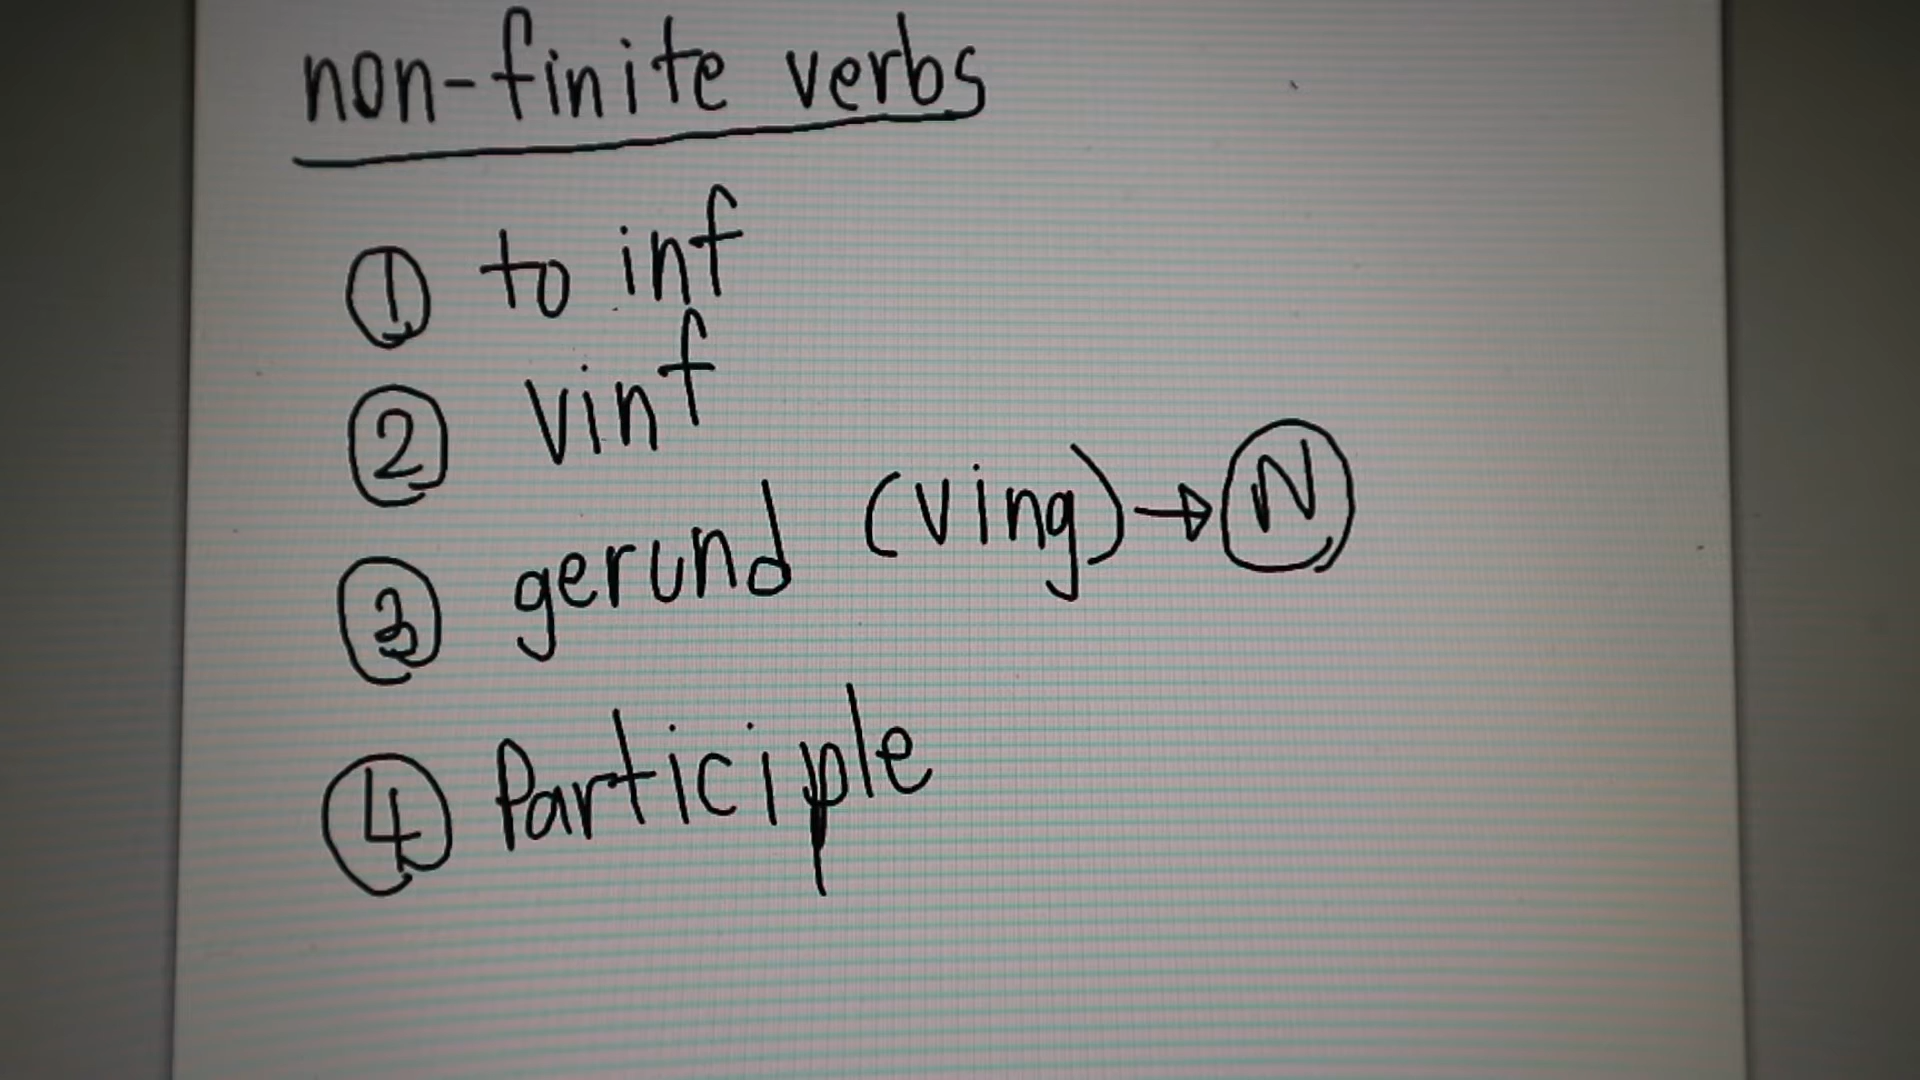 non-finite verbs
① to inf
② vinf
③ gerund (ving) → Ⓝ
④ Participle